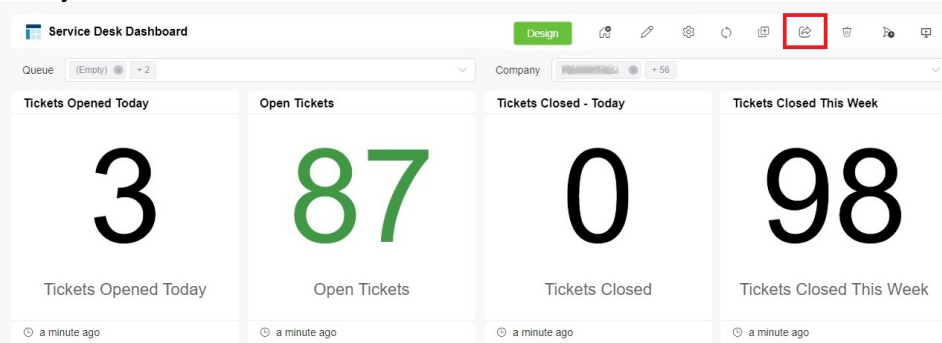 Service Desk Dashboard
Design
Queue (Empty) + 2
Company + 56
Tickets Opened Today
Open Tickets
Tickets Closed - Today
Tickets Closed This Week
3
87
0
98
Tickets Opened Today
Open Tickets
Tickets Closed
Tickets Closed This Week
a minute ago
a minute ago
a minute ago
a minute ago